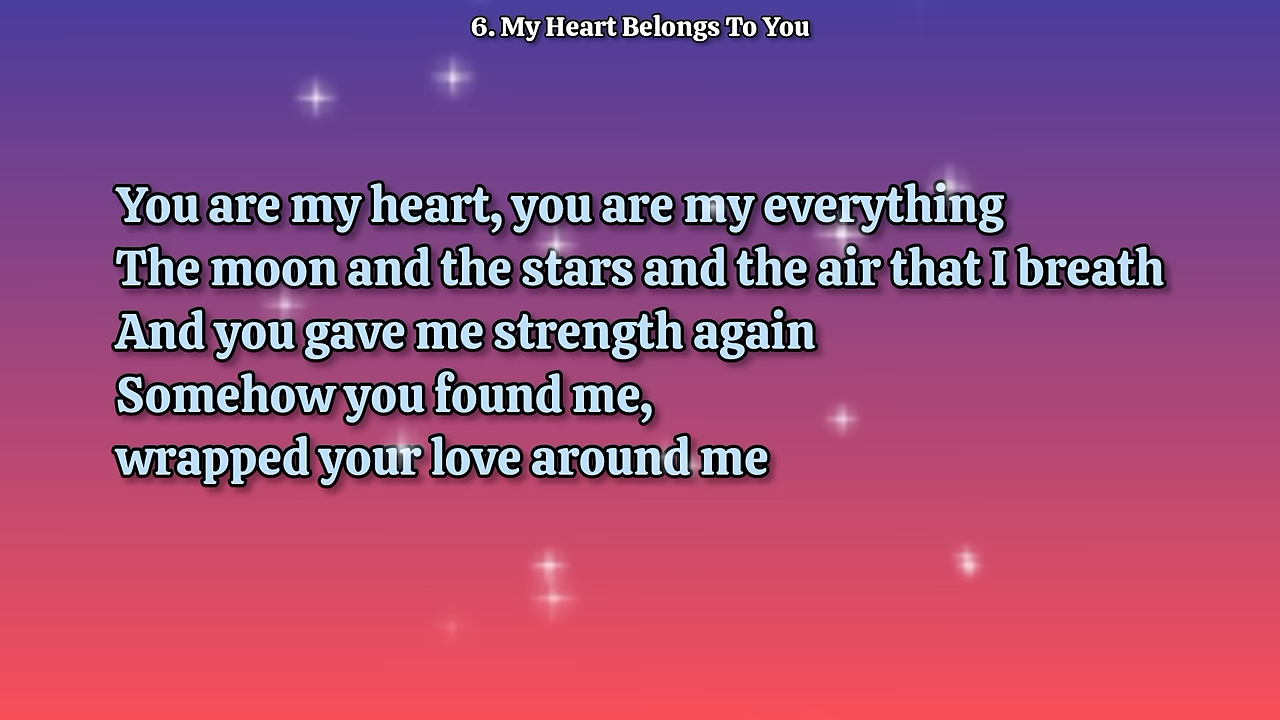 6. My Heart Belongs To You
You are my heart, you are my everything
The moon and the stars and the air that I breath
And you gave me strength again
Somehow you found me,
wrapped your love around me